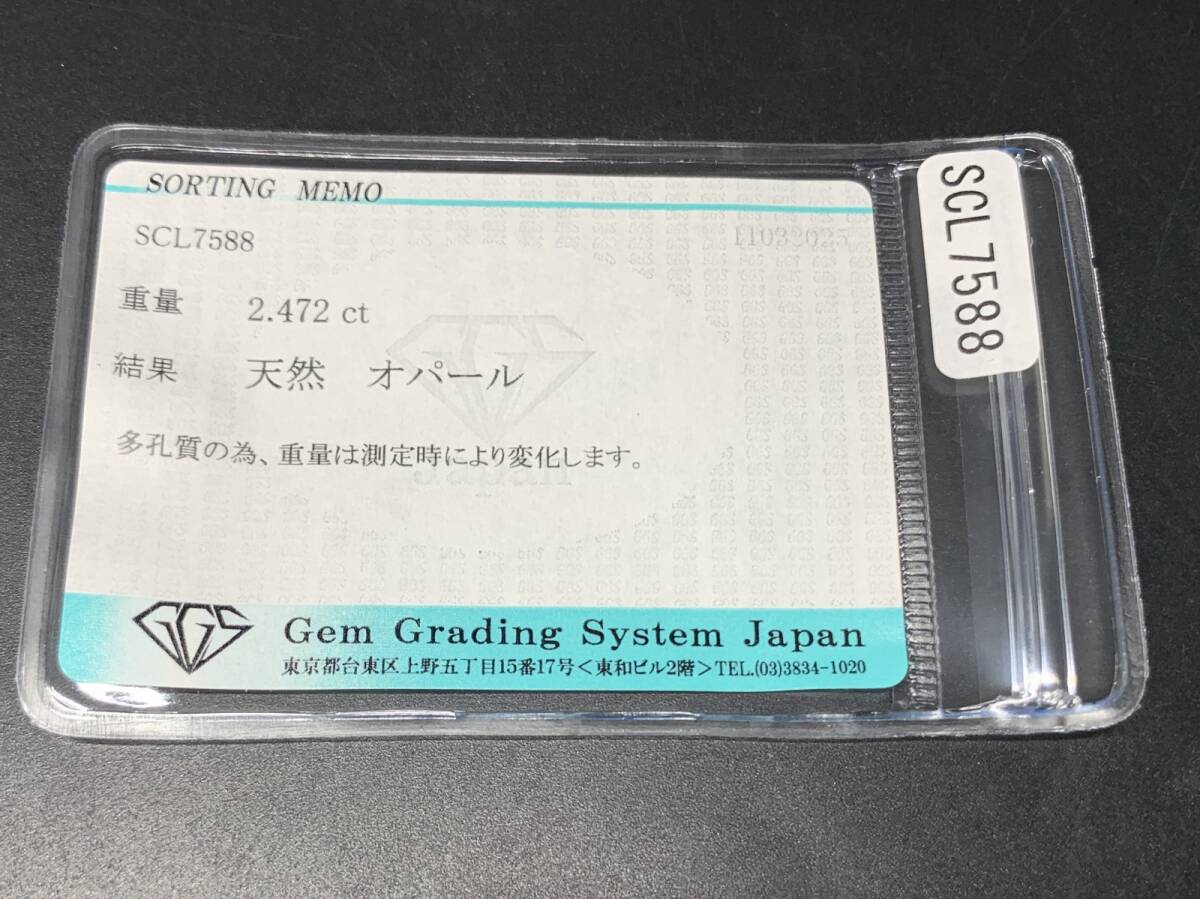 SORTING MEMO
SCL7588
重量 2.472 ct
結果 天然 オパール
多孔質の為、重量は測定時により変化します。
GGS
Japan
GGS Gem Grading System Japan
東京都台東区上野五丁目15番17号＜東和ビル2階＞TEL.(03)3834-1020
SCL7588